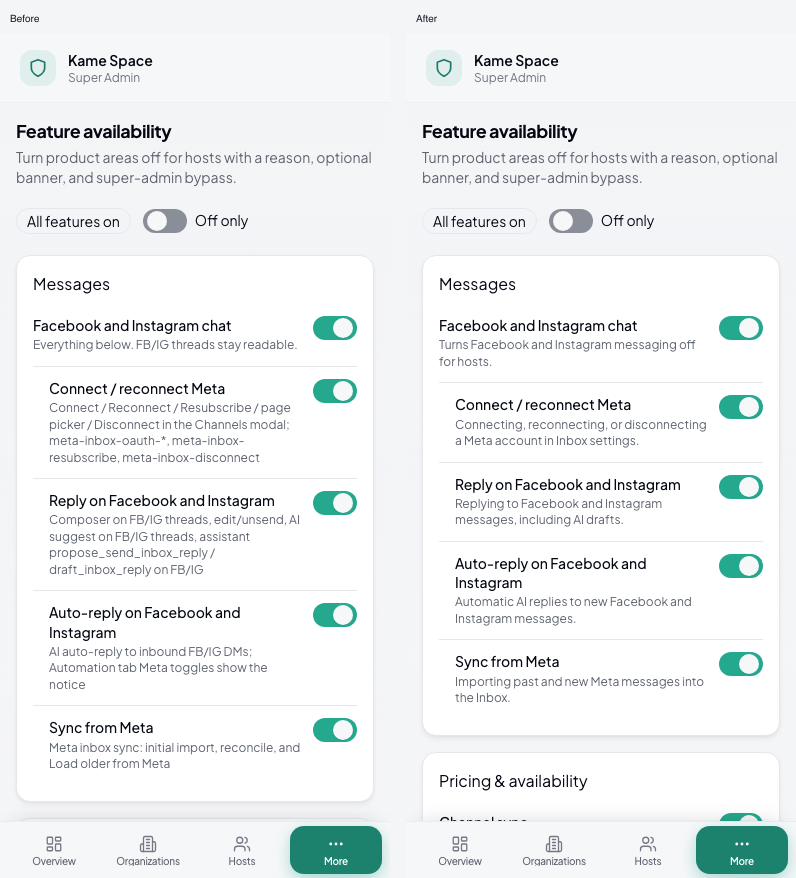 Before
Kame Space
Super Admin
Feature availability
Turn product areas off for hosts with a reason, optional
banner, and super-admin bypass.
All features on
Off only
Messages
Facebook and Instagram chat
Everything below. FB/IG threads stay readable.
Connect / reconnect Meta
Connect / Reconnect / Resubscribe / page
picker / Disconnect in the Channels modal;
meta-inbox-oauth-*, meta-inbox-
resubscribe, meta-inbox-disconnect
Reply on Facebook and Instagram
Composer on FB/IG threads, edit/unsend, AI
suggest on FB/IG threads, assistant
propose_send_inbox_reply /
draft_inbox_reply on FB/IG
Auto-reply on Facebook and
Instagram
AI auto-reply to inbound FB/IG DMs;
Automation tab Meta toggles show the
notice
Sync from Meta
Meta inbox sync: initial import, reconcile, and
Load older from Meta
Overview
Organizations
Hosts
More
After
Kame Space
Super Admin
Feature availability
Turn product areas off for hosts with a reason, optional
banner, and super-admin bypass.
All features on
Off only
Messages
Facebook and Instagram chat
Turns Facebook and Instagram messaging off
for hosts.
Connect / reconnect Meta
Connecting, reconnecting, or disconnecting
a Meta account in Inbox settings.
Reply on Facebook and Instagram
Replying to Facebook and Instagram
messages, including AI drafts.
Auto-reply on Facebook and
Instagram
Automatic AI replies to new Facebook and
Instagram messages.
Sync from Meta
Importing past and new Meta messages into
the Inbox.
Pricing & availability
Channel sync
Overview
Organizations
Hosts
More